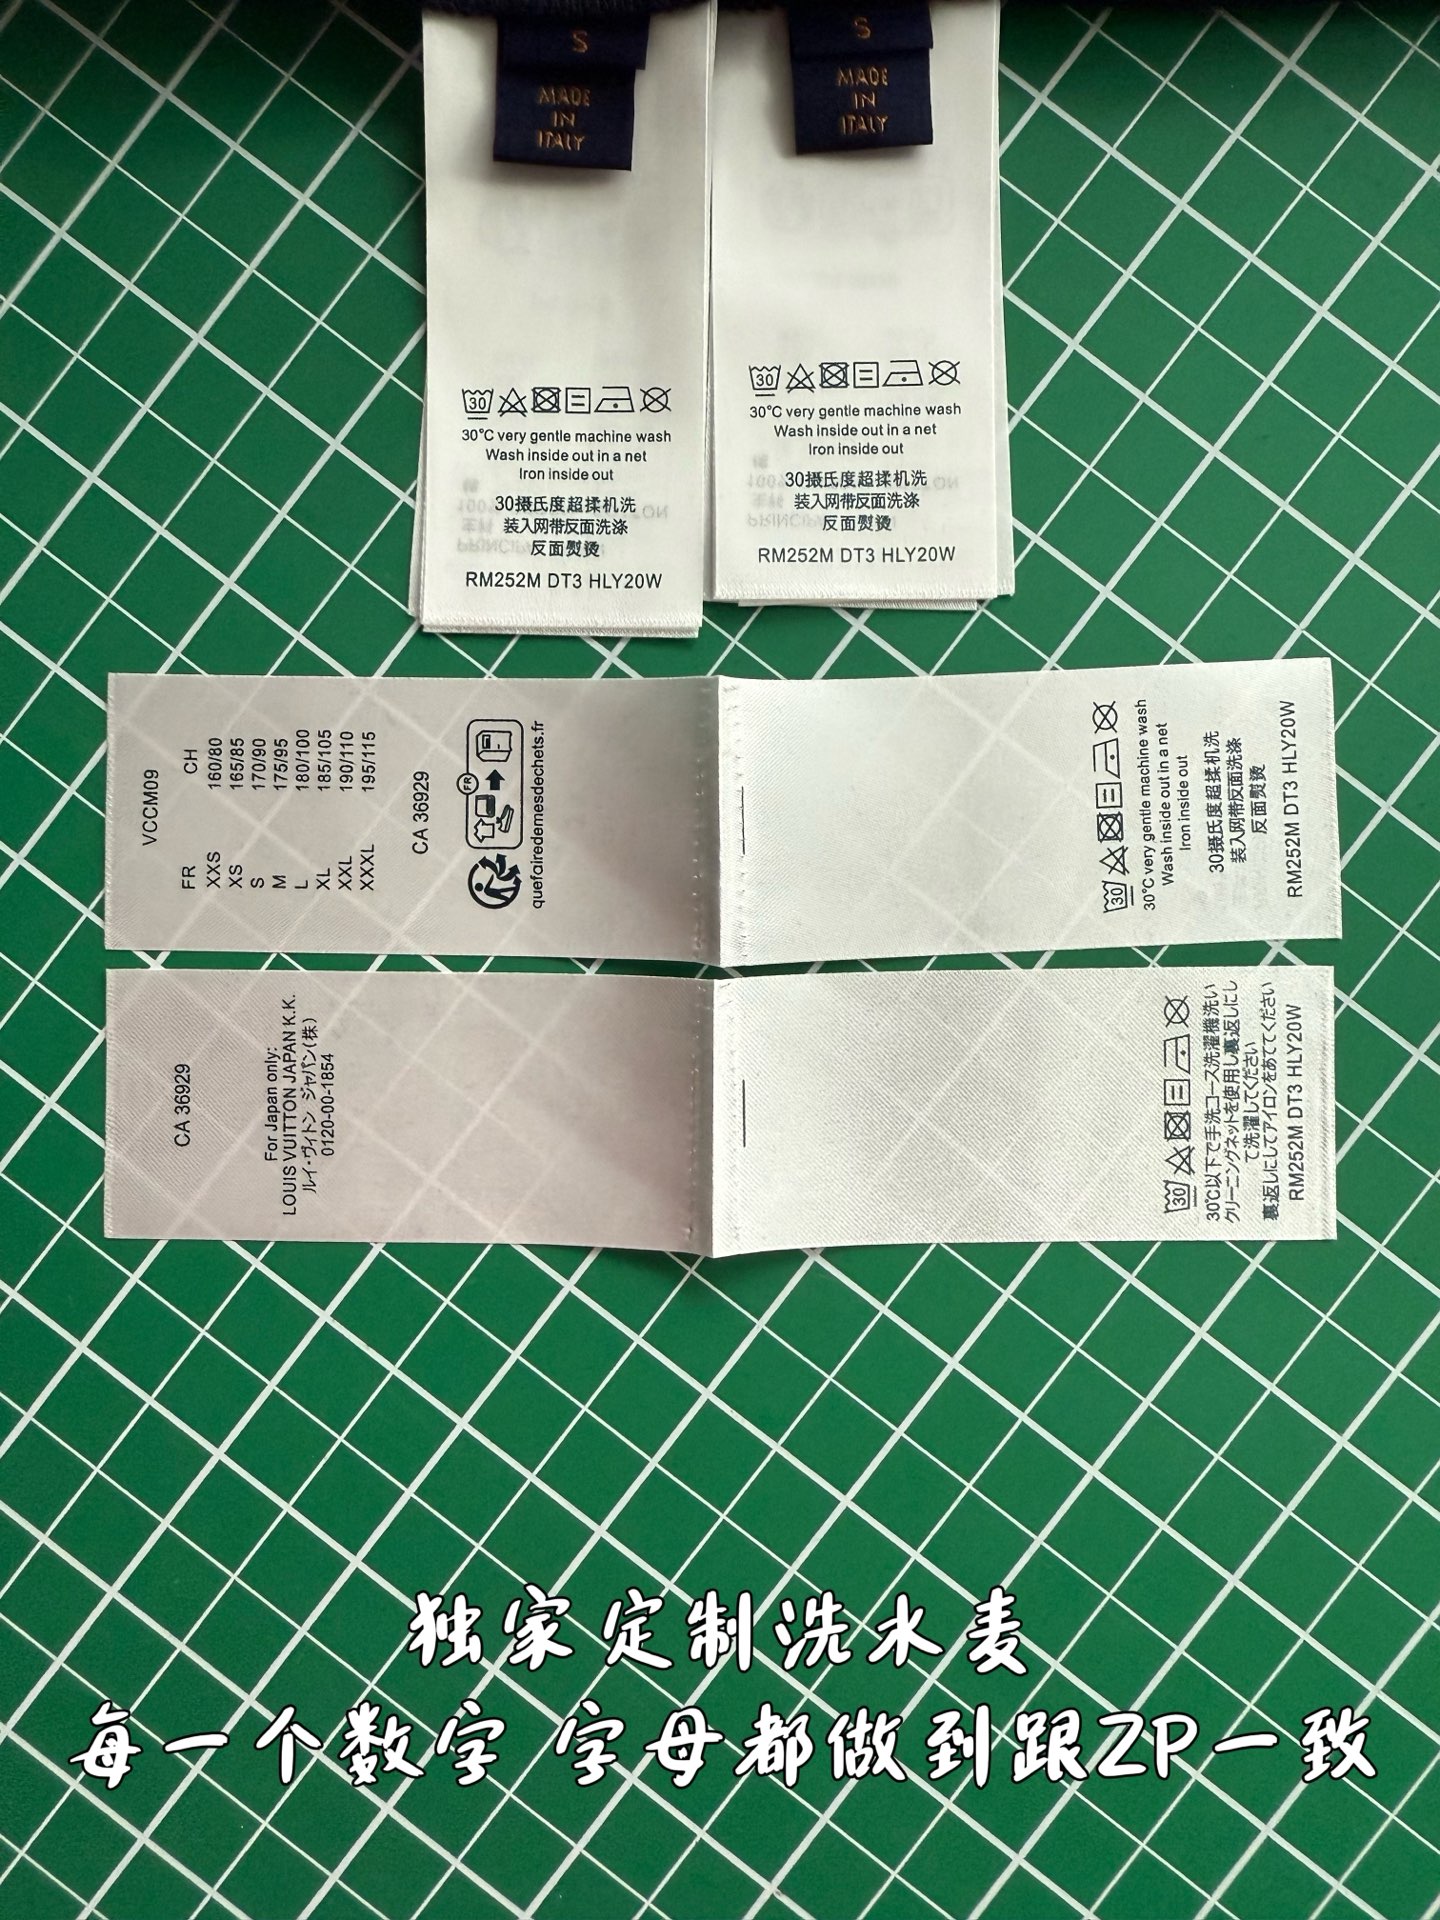 S
MADE
IN
ITALY
S
MADE
IN
ITALY
30
30°C very gentle machine wash
Wash inside out in a net
Iron inside out
30摄氏度超揉机洗
装入网带反面洗涤
反面熨烫
RM252M DT3 HLY20W
30
30°C very gentle machine wash
Wash inside out in a net
Iron inside out
30摄氏度超揉机洗
装入网带反面洗涤
反面熨烫
RM252M DT3 HLY20W
VCCM09
FR CH
XXS 160/80
XS 165/85
S 170/90
M 175/95
L 180/100
XL 185/105
XXL 190/110
XXXL 195/115
CA 36929
FR
quefairedemesdechets.fr
30
30°C very gentle machine wash
Wash inside out in a net
Iron inside out
30摄氏度超揉机洗
装入网带反面洗涤
反面熨烫
RM252M DT3 HLY20W
CA 36929
For Japan only:
LOUIS VUITTON JAPAN K.K.
ルイ・ヴィトン ジャパン(株)
0120-00-1854
30
30℃以下で手洗コース洗濯機洗い
クリーニングネットを使用し裏返しにし
て洗濯してください
裏返しにしてアイロンをあててください
RM252M DT3 HLY20W
独家定制洗水麦
每一个数字 字母都做到跟ZP一致